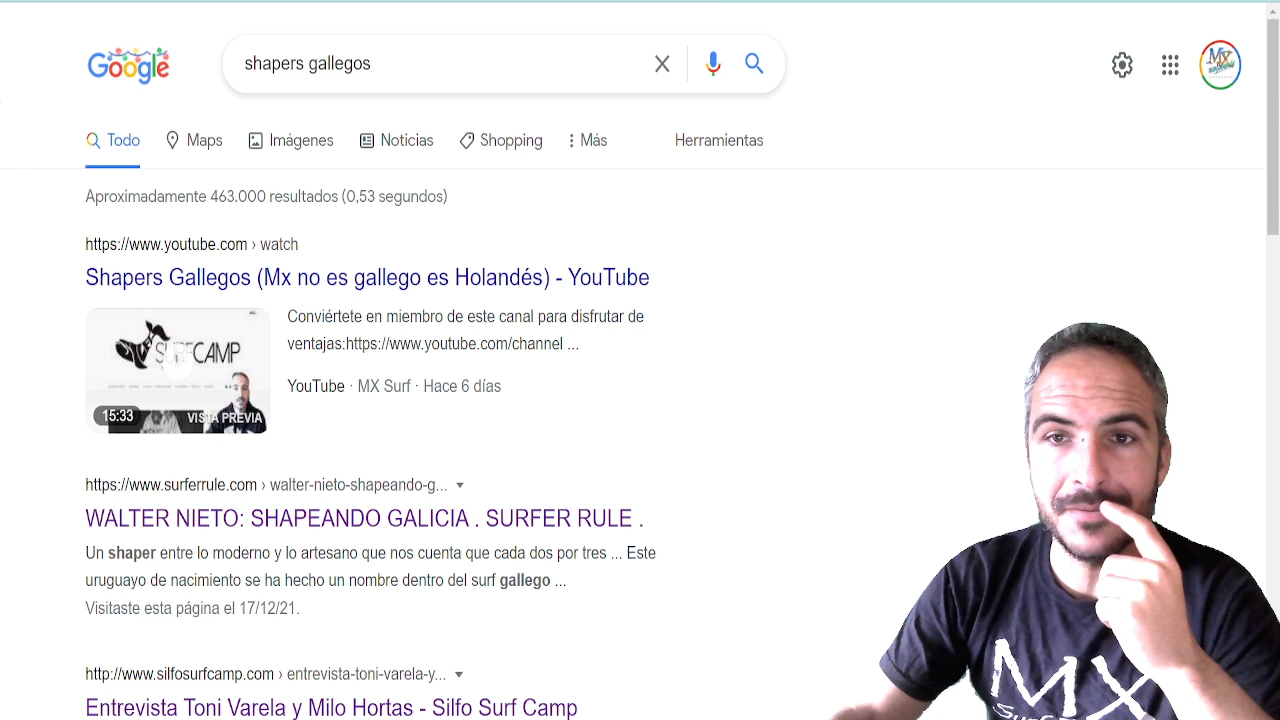 Google
shapers gallegos
MX
Todo
Maps
Imágenes
Noticias
Shopping
Más
Herramientas
Aproximadamente 463.000 resultados (0,53 segundos)
https://www.youtube.com › watch
Shapers Gallegos (Mx no es gallego es Holandés) - YouTube
SURFCAMP
15:33
VISTA PREVIA
Conviértete en miembro de este canal para disfrutar de
ventajas:https://www.youtube.com/channel ...
YouTube · MX Surf · Hace 6 días
https://www.surferrule.com › walter-nieto-shapeando-g...
WALTER NIETO: SHAPEANDO GALICIA . SURFER RULE .
Un shaper entre lo moderno y lo artesano que nos cuenta que cada dos por tres ... Este
uruguayo de nacimiento se ha hecho un nombre dentro del surf gallego ...
Visitaste esta página el 17/12/21.
http://www.silfosurfcamp.com › entrevista-toni-varela-y...
Entrevista Toni Varela y Milo Hortas - Silfo Surf Camp
MX